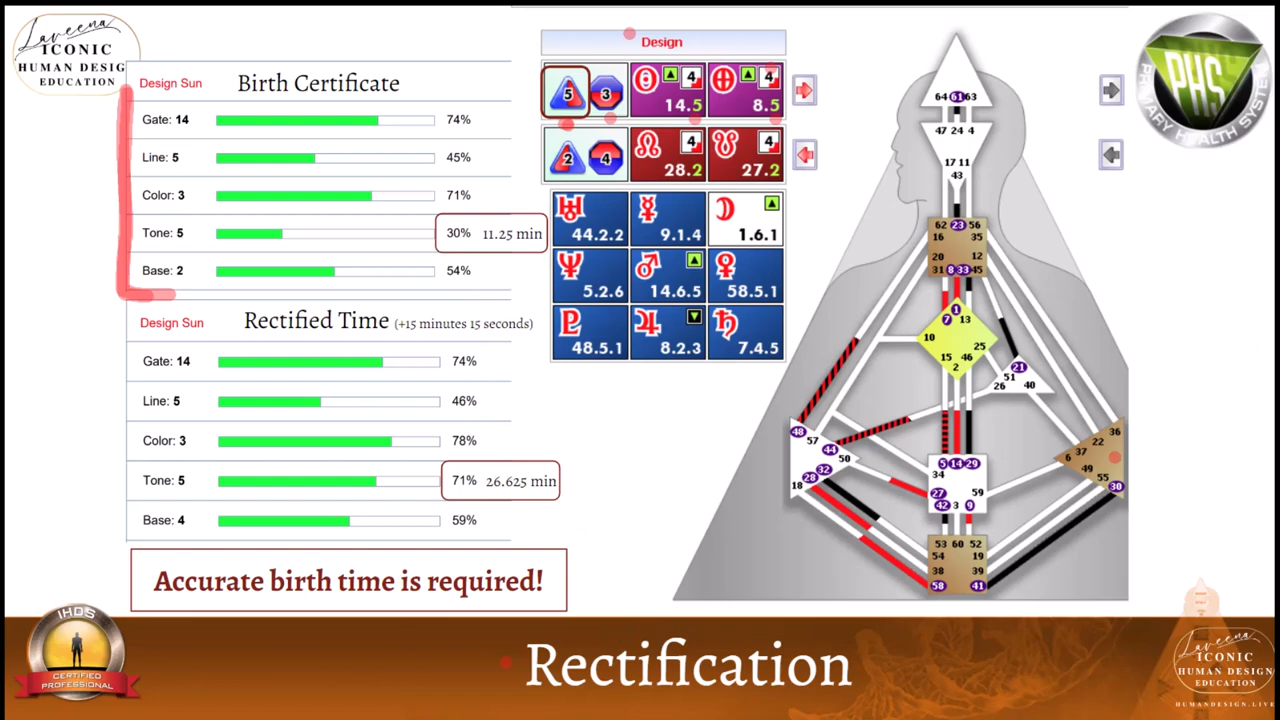 Laveena
ICONIC
HUMAN DESIGN
EDUCATION
Design Sun
Birth Certificate
Gate: 14 74%
Line: 5 45%
Color: 3 71%
Tone: 5 30% 11.25 min
Base: 2 54%
Design Sun
Rectified Time (+15 minutes 15 seconds)
Gate: 14 74%
Line: 5 46%
Color: 3 78%
Tone: 5 71% 26.625 min
Base: 4 59%
Accurate birth time is required!
Design
5 3 4 14.5 4 8.5
2 4 4 28.2 4 27.2
44.2.2 9.1.4 1.6.1
5.2.6 14.6.5 58.5.1
48.5.1 8.2.3 7.4.5
64 61 63
47 24 4
17 11
43
62 23 56
16 35
20 12
31 8 33 45
1
7 13
10 25
15 46
2
21
51
26 40
48
57
44
50
32
28
18
5 14 29
34
27 59
42 3 9
36
22
37
6
49
55
30
53 60 52
54 19
38 39
58 41
PHS
PRIMARY HEALTH SYSTEM
IHDS
CERTIFIED
PROFESSIONAL
Rectification
Laveena
ICONIC
HUMAN DESIGN
EDUCATION
HUMANDESIGN.LIVE